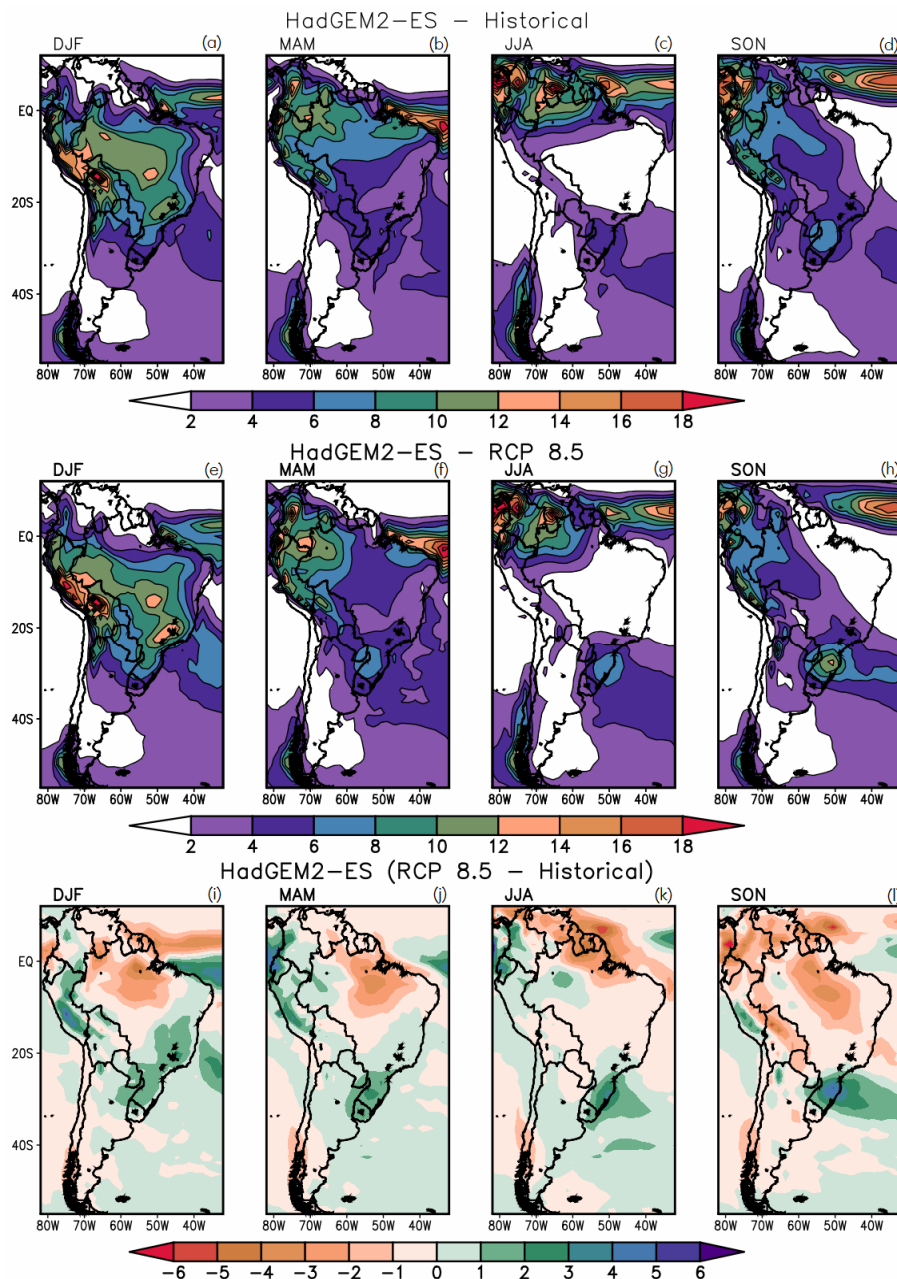 HadGEM2-ES - Historical
DJF (a) MAM (b) JJA (c) SON (d)
EQ
20S
40S
80W 70W 60W 50W 40W 80W 70W 60W 50W 40W 80W 70W 60W 50W 40W 80W 70W 60W 50W 40W
2 4 6 8 10 12 14 16 18
HadGEM2-ES - RCP 8.5
DJF (e) MAM (f) JJA (g) SON (h)
EQ
20S
40S
80W 70W 60W 50W 40W 80W 70W 60W 50W 40W 80W 70W 60W 50W 40W 80W 70W 60W 50W 40W
2 4 6 8 10 12 14 16 18
HadGEM2-ES (RCP 8.5 - Historical)
DJF (i) MAM (j) JJA (k) SON (l)
EQ
20S
40S
80W 70W 60W 50W 40W 80W 70W 60W 50W 40W 80W 70W 60W 50W 40W 80W 70W 60W 50W 40W
-6 -5 -4 -3 -2 -1 0 1 2 3 4 5 6